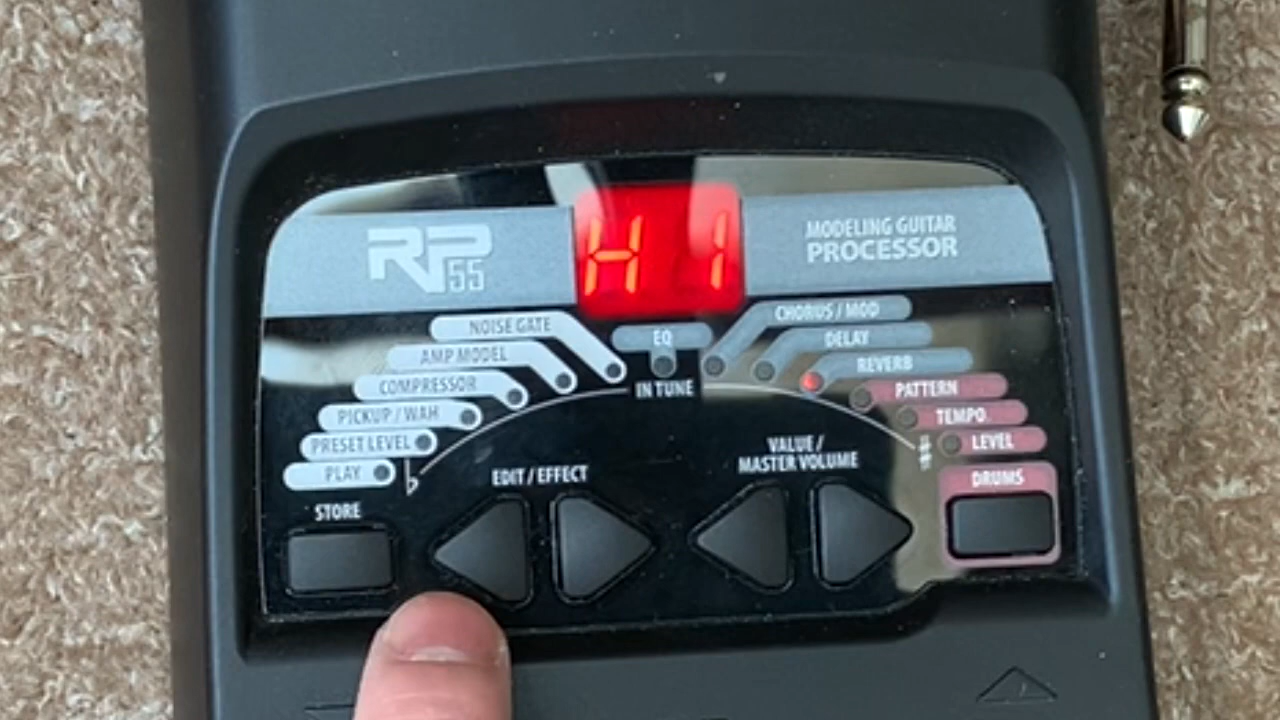 RP55
H 1
MODELING GUITAR
PROCESSOR
NOISE GATE
EQ
CHORUS / MOD
AMP MODEL
DELAY
COMPRESSOR
IN TUNE
REVERB
PICKUP / WAH
PATTERN
PRESET LEVEL
TEMPO
PLAY
♭
♯
LEVEL
STORE
EDIT / EFFECT
VALUE /
MASTER VOLUME
DRUMS